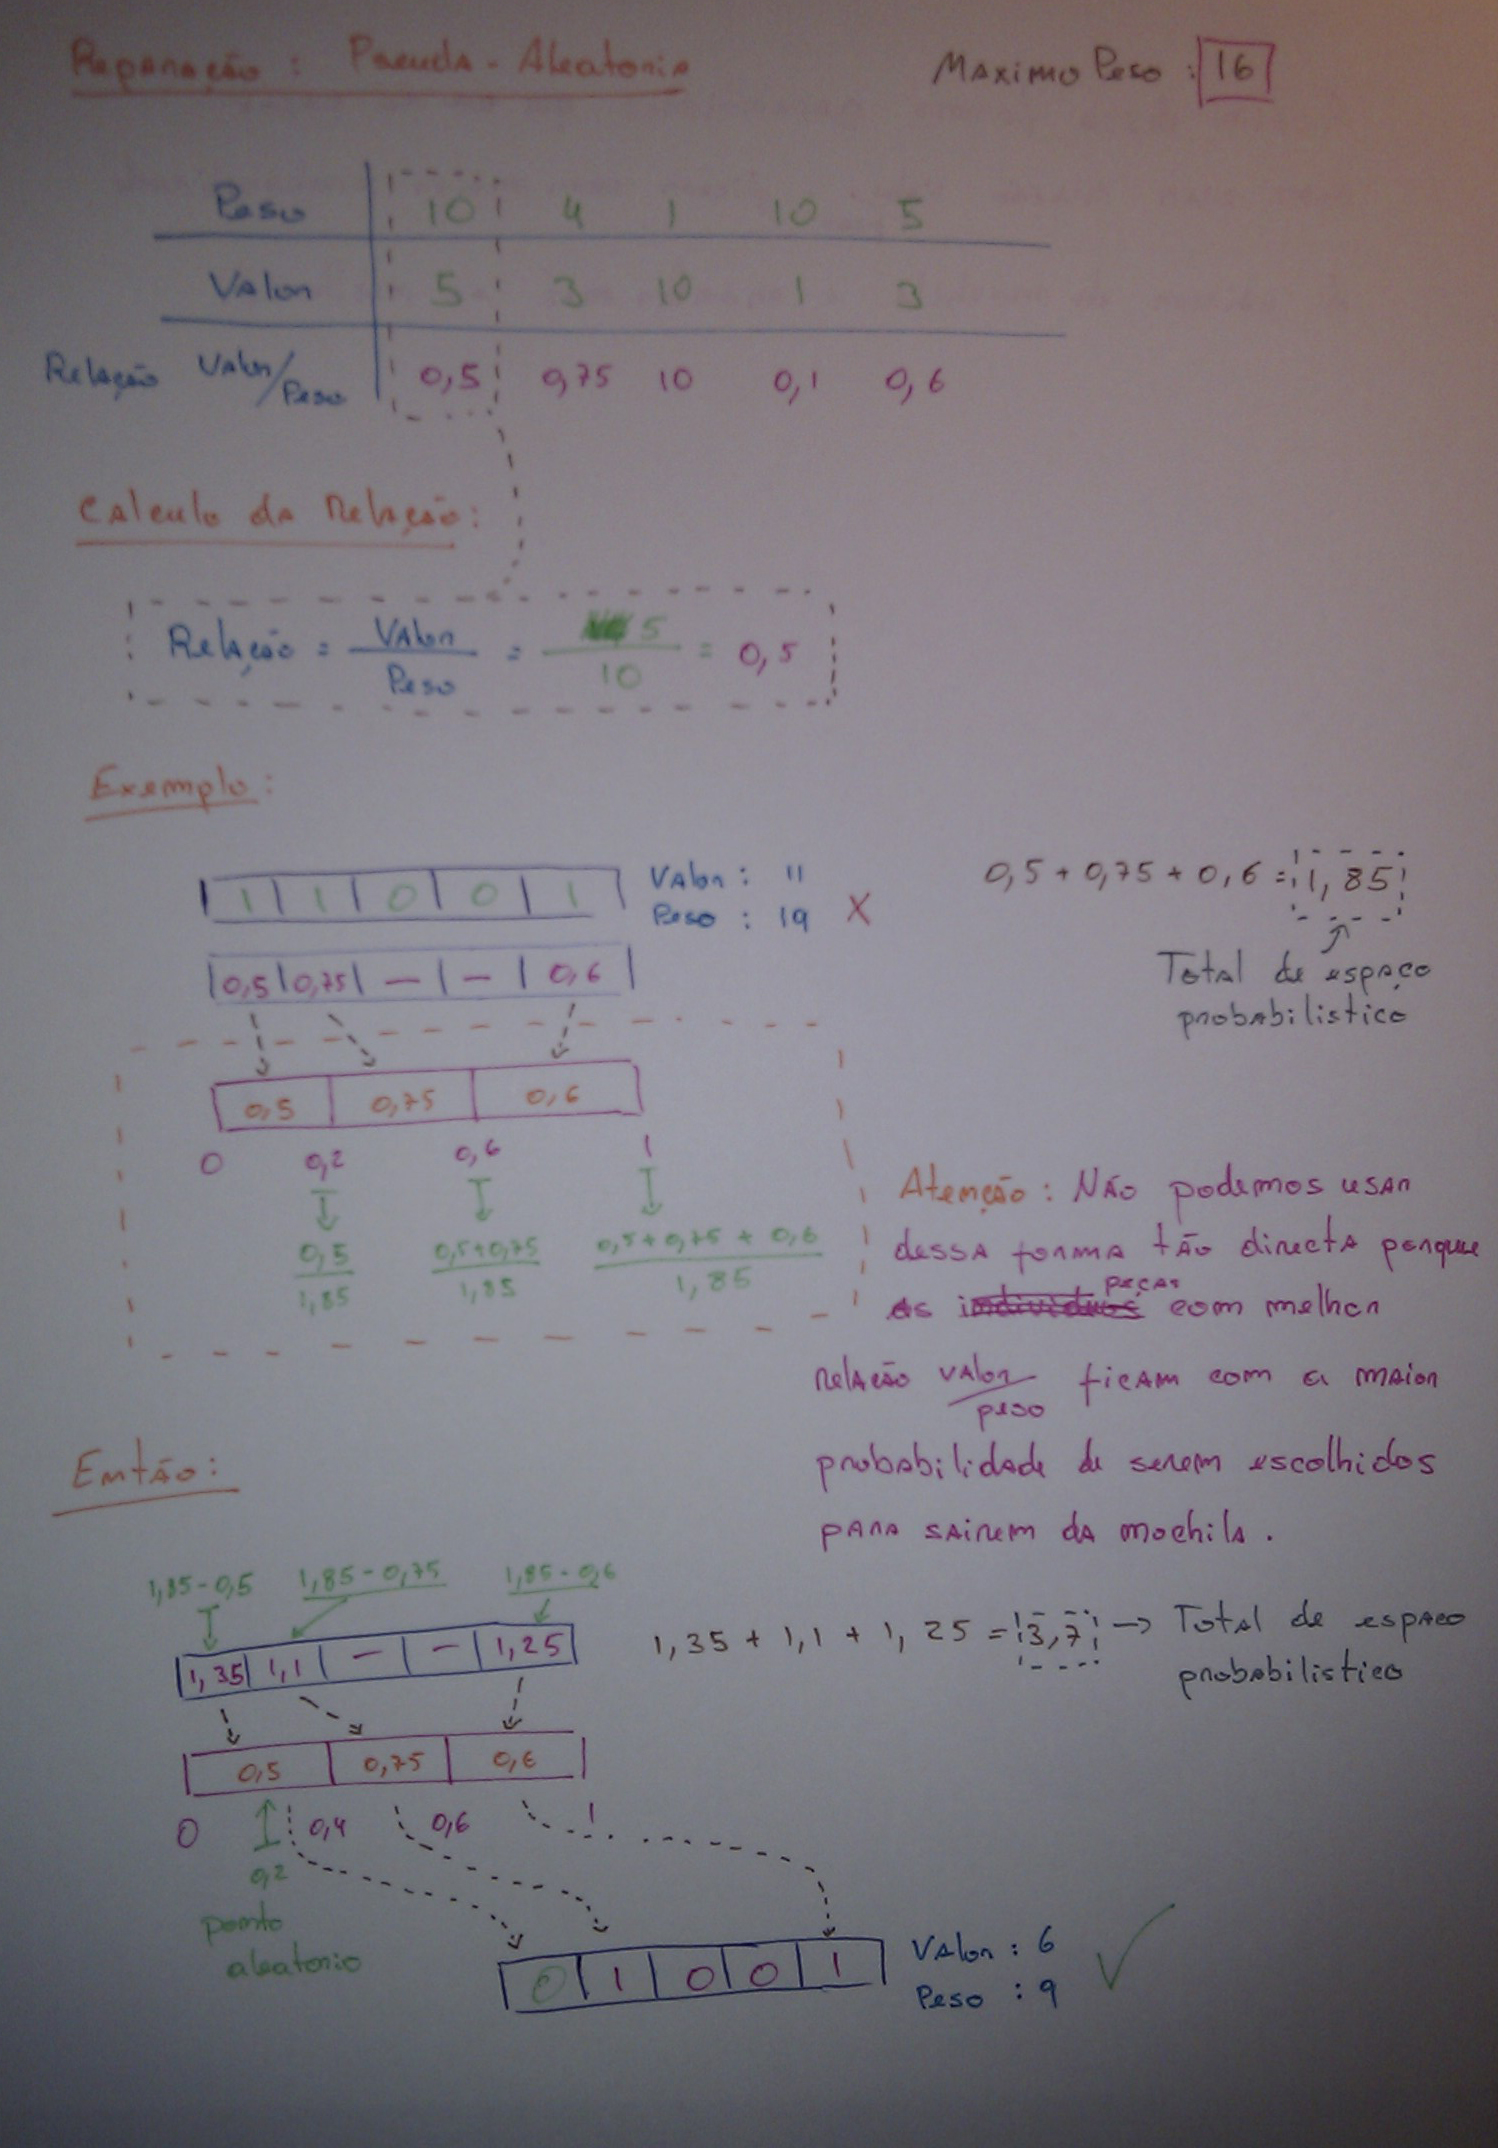 Reparação : Pseudo-Aleatoria
Maximo Peso : 16
Peso 10 4 1 10 5
Valor 5 3 10 1 3
Relação Valor/Peso 0,5 0,75 10 0,1 0,6
Calculo da Relação:
Relação = Valor/Peso = 5/10 = 0,5
Exemplo:
1 1 0 0 1
Valor : 11
Peso : 19 X
0,5 + 0,75 + 0,6 = 1,85
Total de espaço
probabilistico
0,5 0,75 — — 0,6
0,5 0,75 0,6
0 0,2 0,6 1
0,5/1,85 0,5+0,75/1,85 0,5+0,75+0,6/1,85
Atenção : Não podemos usar
dessa forma tão directa porque
as individuos peças com melhor
relação valor/peso ficam com a maior
probabilidade de serem escolhidos
para sairem da mochila.
Então:
1,85-0,5 1,85-0,75 1,85-0,6
1,35 1,1 — — 1,25
1,35 + 1,1 + 1,25 = 3,7 → Total de espaço
probabilistico
0,5 0,75 0,6
0 0,4 0,6 1
0,2
ponto
aleatorio
0 1 0 0 1
Valor : 6
Peso : 9